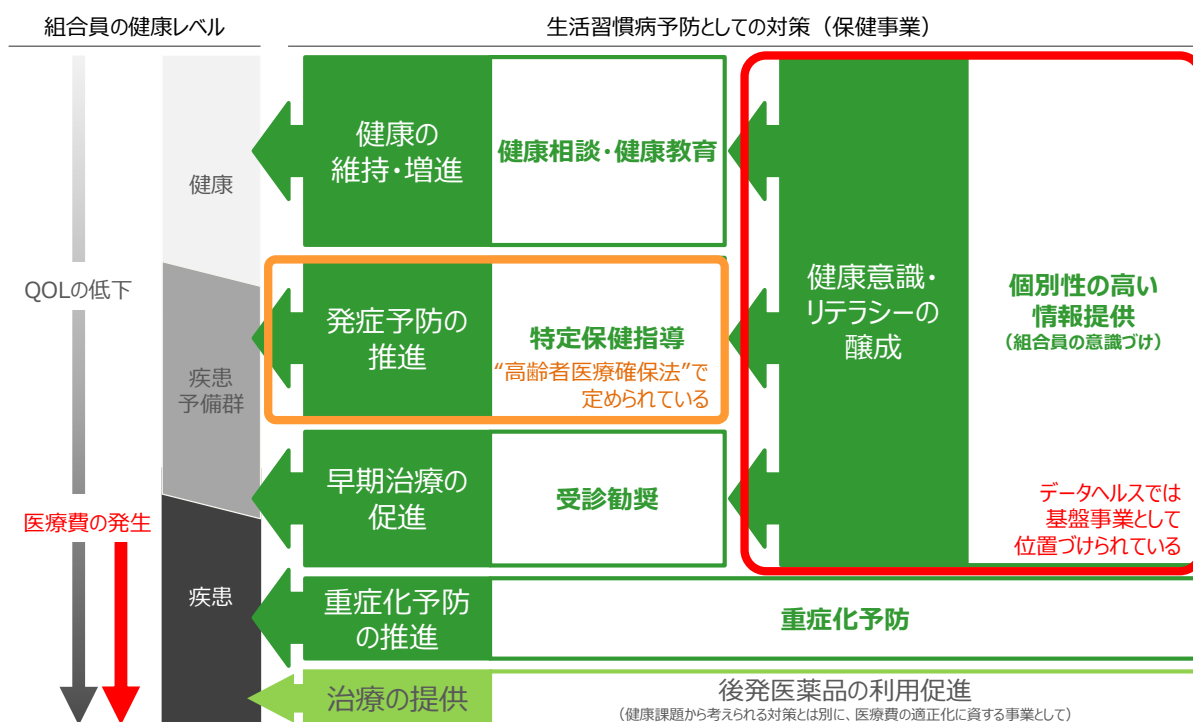 組合員の健康レベル
生活習慣病予防としての対策（保健事業）
健康
QOLの低下
疾患
予備群
医療費の発生
疾患
健康の
維持・増進
健康相談・健康教育
発症予防の
推進
特定保健指導
“高齢者医療確保法”で
定められている
早期治療の
促進
受診勧奨
健康意識・
リテラシーの
醸成
個別性の高い
情報提供
（組合員の意識づけ）
データヘルスでは
基盤事業として
位置づけられている
重症化予防
の推進
重症化予防
治療の提供
後発医薬品の利用促進
（健康課題から考えられる対策とは別に、医療費の適正化に資する事業として）